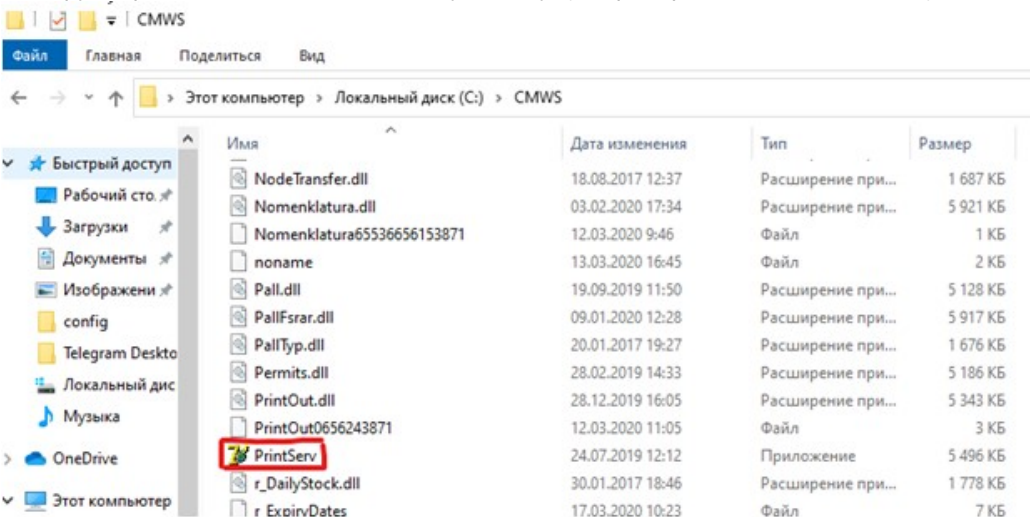 CMWS
Файл Главная Поделиться Вид
Этот компьютер › Локальный диск (C:) › CMWS
Имя Дата изменения Тип Размер
Быстрый доступ
Рабочий сто.
Загрузки
Документы
Изображени
config
Telegram Deskto
Локальный дис
Музыка
OneDrive
Этот компьютер
NodeTransfer.dll 18.08.2017 12:37 Расширение при... 1 687 КБ
Nomenklatura.dll 03.02.2020 17:34 Расширение при... 5 921 КБ
Nomenklatura65536656153871 12.03.2020 9:46 Файл 1 КБ
noname 13.03.2020 16:45 Файл 2 КБ
Pall.dll 19.09.2019 11:50 Расширение при... 5 128 КБ
PallFsrar.dll 09.01.2020 12:28 Расширение при... 5 917 КБ
PallTyp.dll 20.01.2017 19:27 Расширение при... 1 676 КБ
Permits.dll 28.02.2019 14:33 Расширение при... 5 186 КБ
PrintOut.dll 28.12.2019 16:05 Расширение при... 5 343 КБ
PrintOut0656243871 12.03.2020 11:05 Файл 3 КБ
PrintServ 24.07.2019 12:12 Приложение 5 496 КБ
r_DailyStock.dll 30.01.2017 18:46 Расширение при... 1 778 КБ
r_ExpiryDates 17.03.2020 10:23 Файл 7 КБ